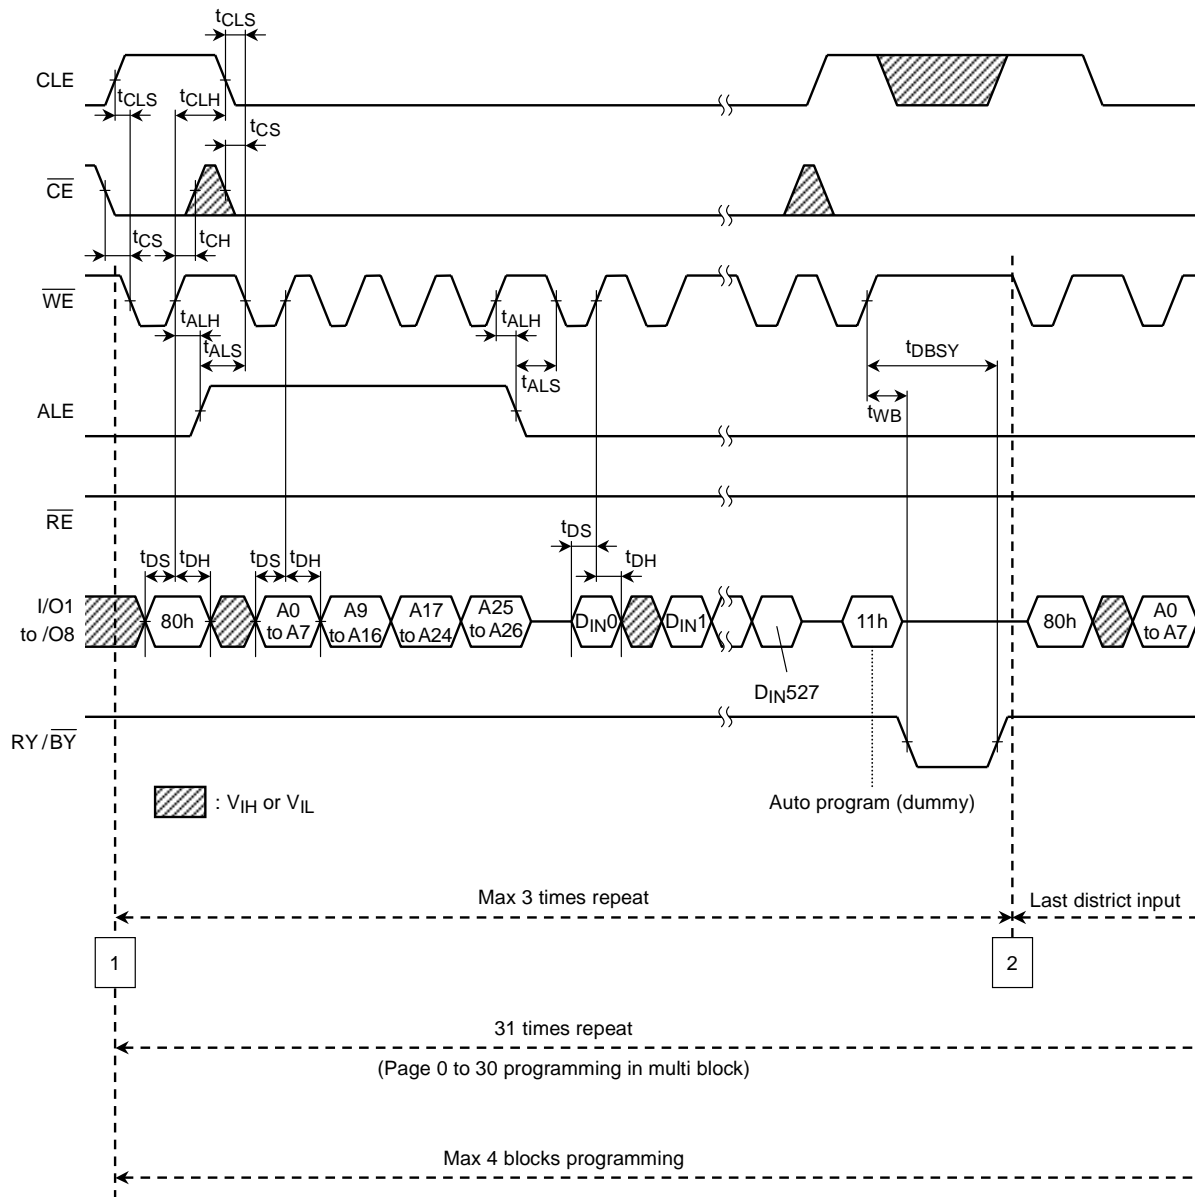 tCLS
CLE
tCLS
tCLH
tCS
CE
tCS
tCH
WE
tALH
tALH
tALS
tDBSY
tALS
ALE
tWB
RE
tDS
tDH
tDS
tDH
tDS
tDH
I/O1
to /O8
80h
A0
to A7
A9
to A16
A17
to A24
A25
to A26
DIN0
DIN1
11h
80h
A0
to A7
DIN527
RY/BY
: VIH or VIL
Auto program (dummy)
Max 3 times repeat
Last district input
1
2
31 times repeat
(Page 0 to 30 programming in multi block)
Max 4 blocks programming